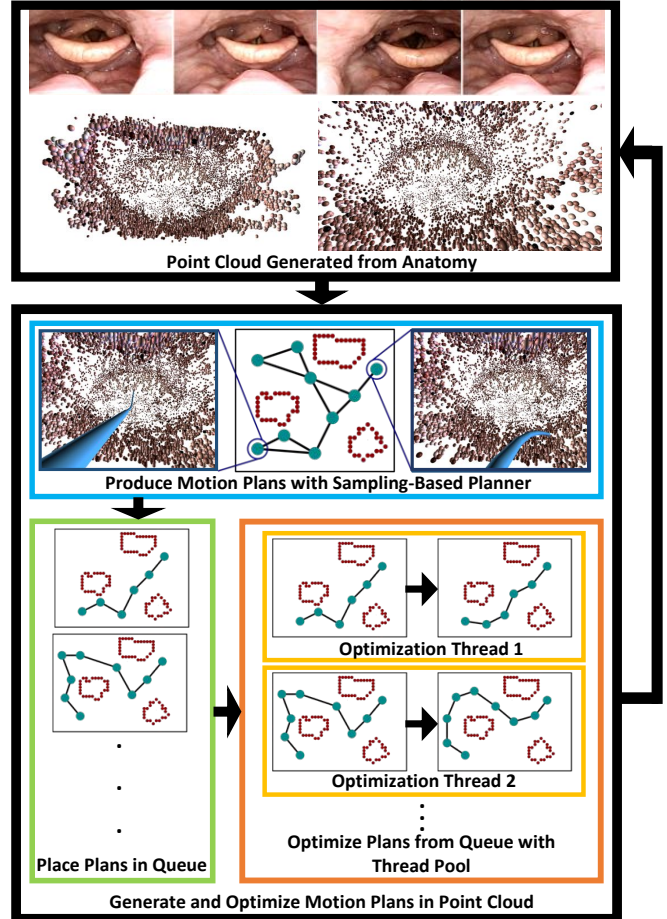 Point Cloud Generated from Anatomy
Produce Motion Plans with Sampling-Based Planner
Optimization Thread 1
Optimization Thread 2
Place Plans in Queue
Optimize Plans from Queue with
Thread Pool
Generate and Optimize Motion Plans in Point Cloud